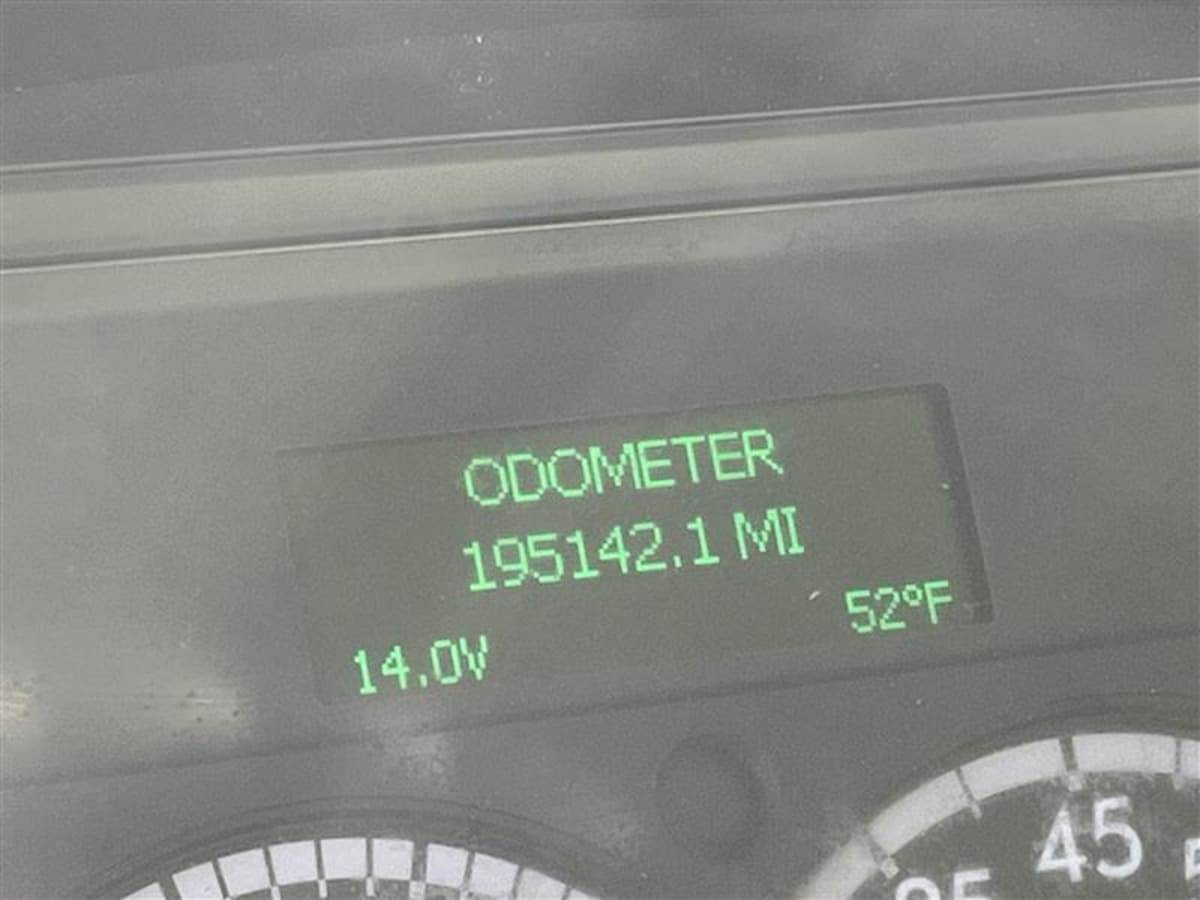 ODOMETER
195142.1 MI
14.0V 52°F
45